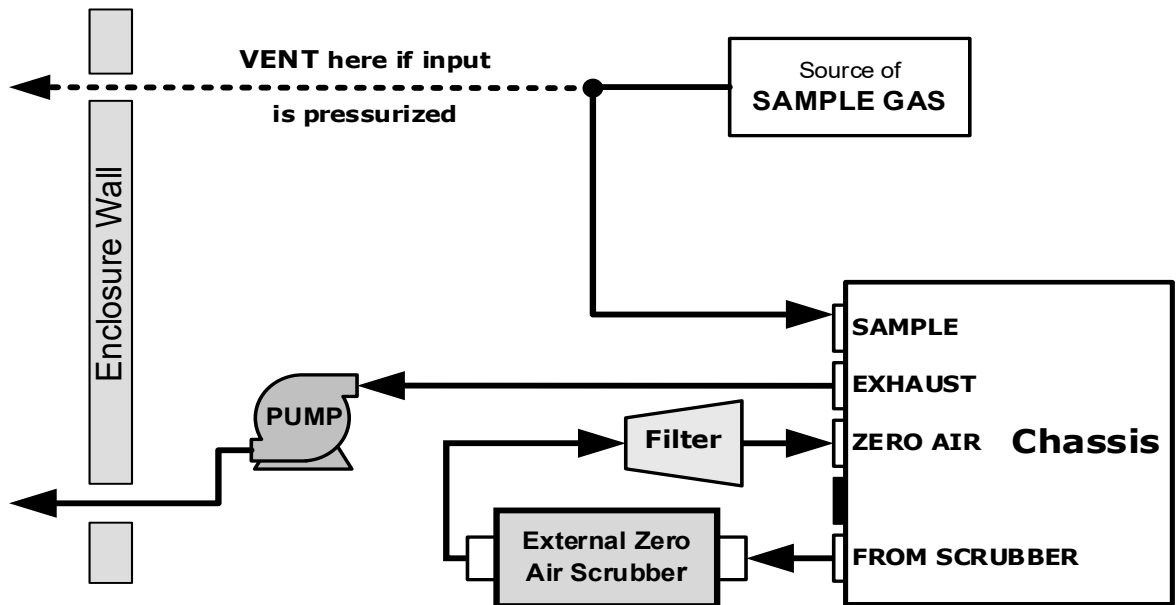 VENT here if input
is pressurized
Source of
SAMPLE GAS
Enclosure Wall
SAMPLE
EXHAUST
PUMP
Filter
ZERO AIR
Chassis
External Zero
Air Scrubber
FROM SCRUBBER